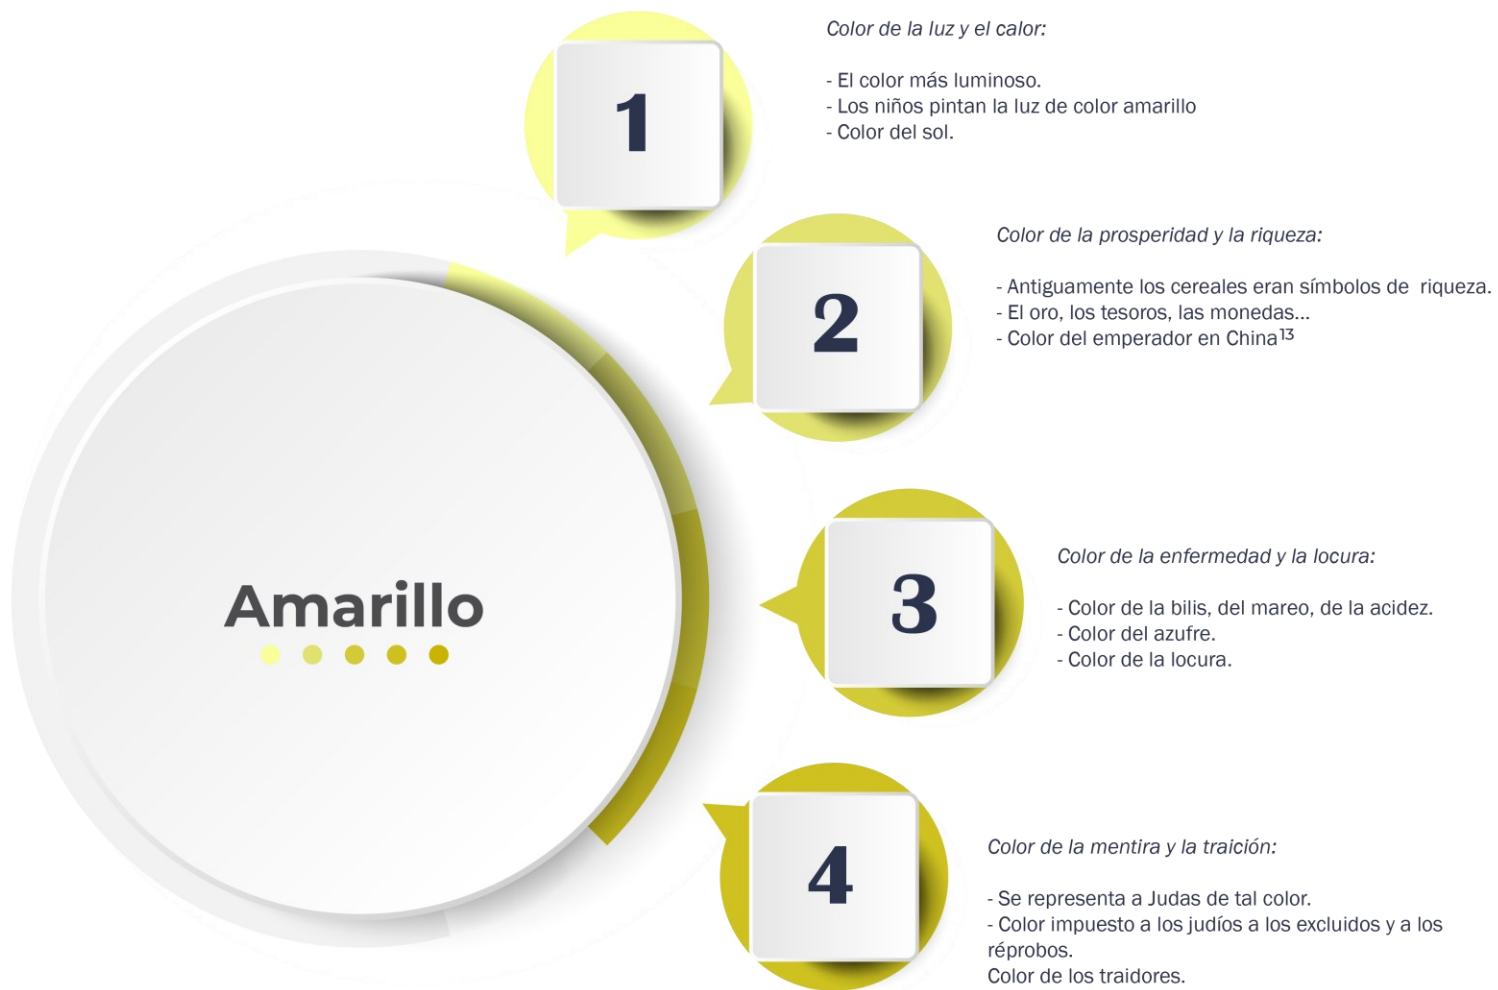 Amarillo
1
Color de la luz y el calor:
- El color más luminoso.
- Los niños pintan la luz de color amarillo
- Color del sol.
2
Color de la prosperidad y la riqueza:
- Antiguamente los cereales eran símbolos de riqueza.
- El oro, los tesoros, las monedas...
- Color del emperador en China¹³
3
Color de la enfermedad y la locura:
- Color de la bilis, del mareo, de la acidez.
- Color del azufre.
- Color de la locura.
4
Color de la mentira y la traición:
- Se representa a Judas de tal color.
- Color impuesto a los judíos a los excluidos y a los
réprobos.
Color de los traidores.